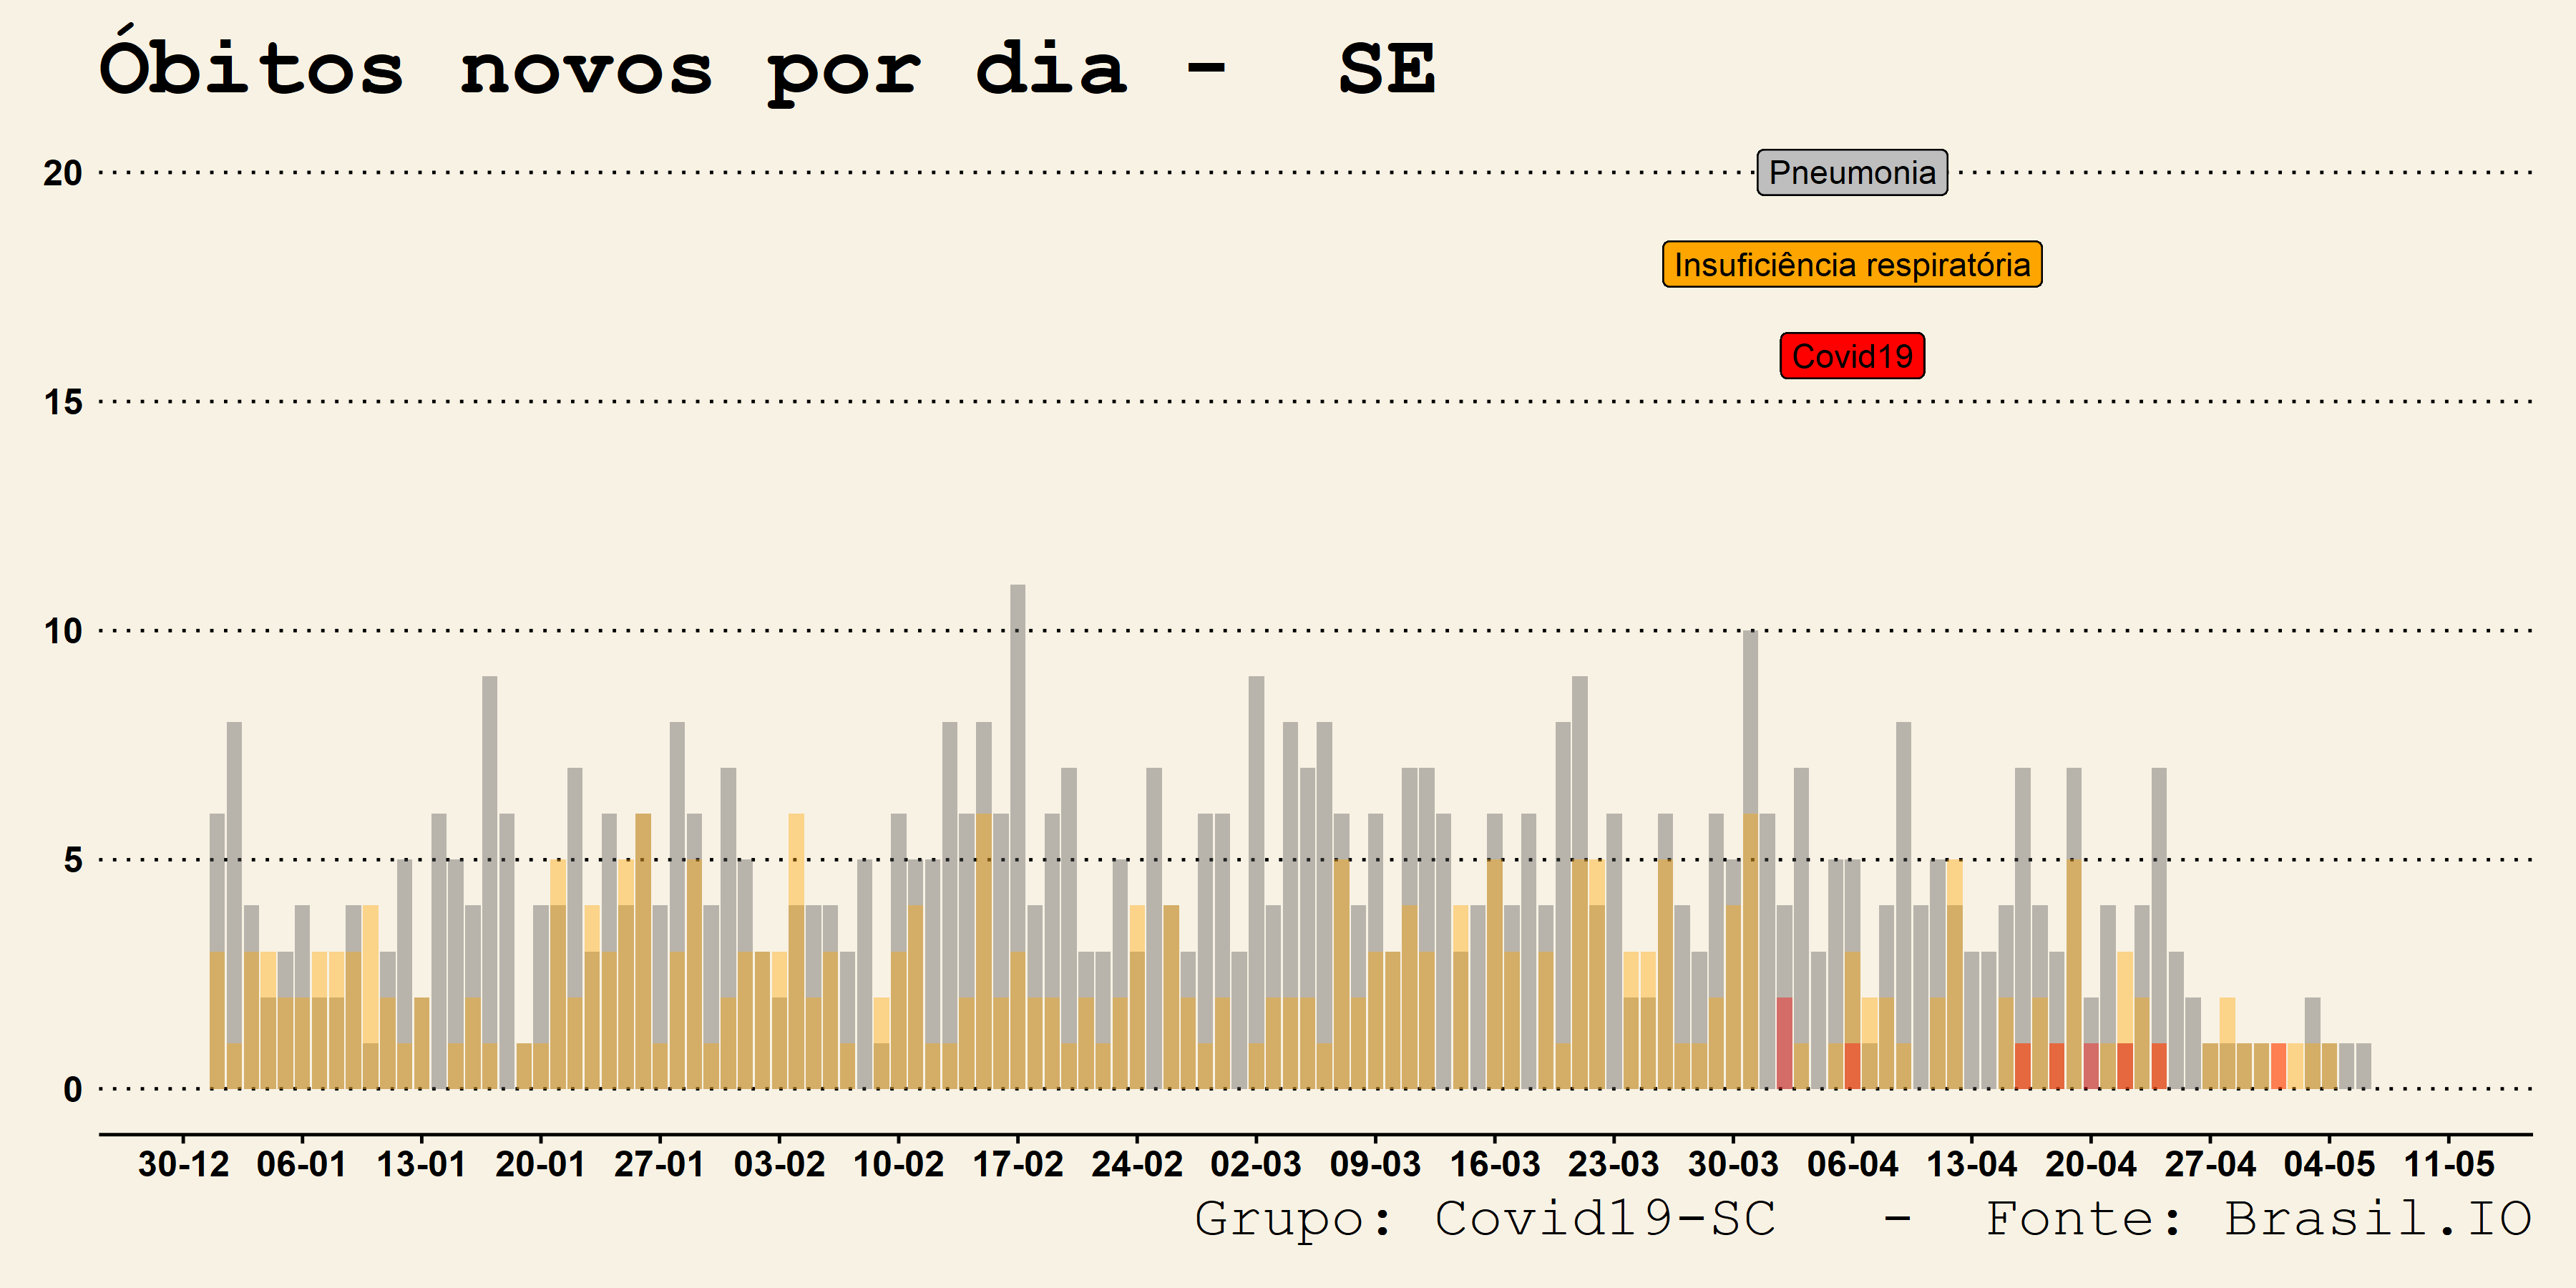 Óbitos novos por dia -  SE
20
Pneumonia
Insuficiência respiratória
Covid19
15
10
5
0
30-12 06-01 13-01 20-01 27-01 03-02 10-02 17-02 24-02 02-03 09-03 16-03 23-03 30-03 06-04 13-04 20-04 27-04 04-05 11-05
Grupo: Covid19-SC  -  Fonte: Brasil.IO